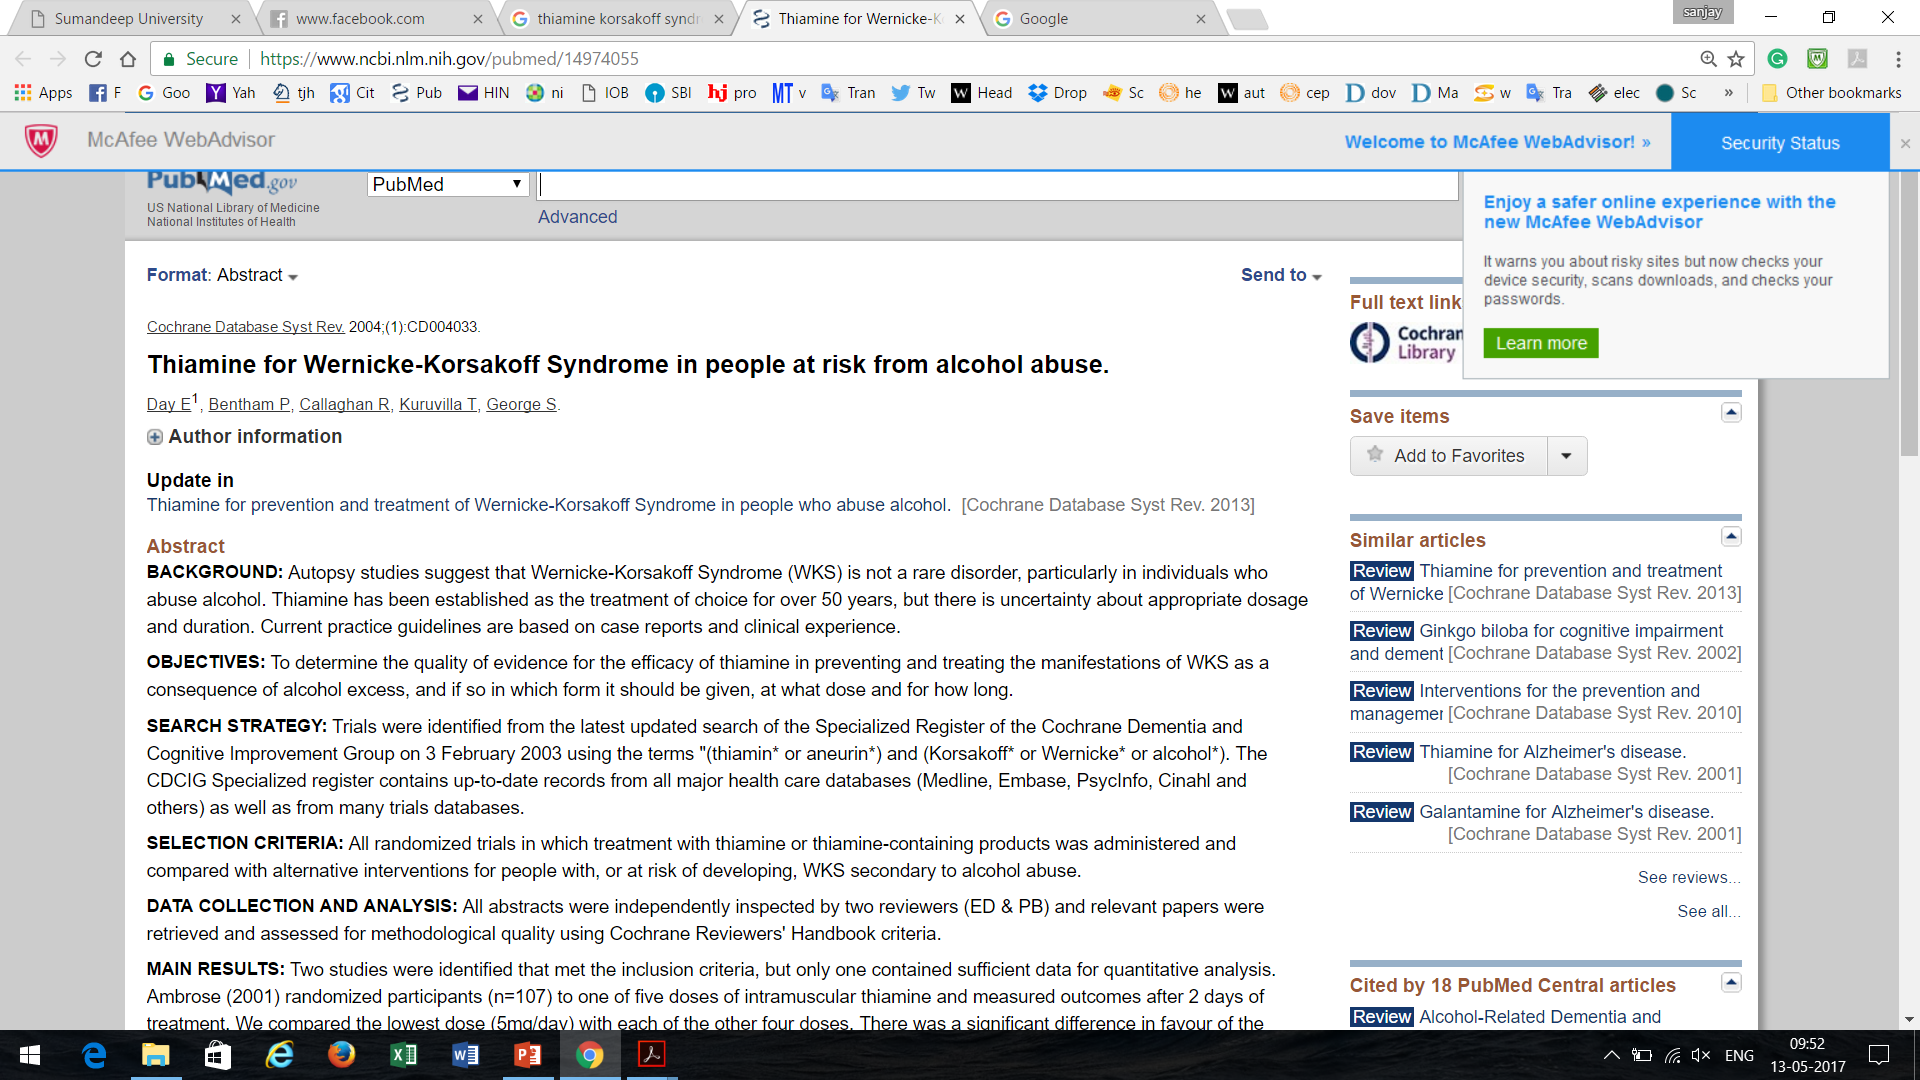 Sumandeep University
www.facebook.com
thiamine korsakoff syndr
Thiamine for Wernicke-K
Google
sanjay
Secure
https://www.ncbi.nlm.nih.gov/pubmed/14974055
Apps F Goo Yah tjh Cit Pub HIN ni IOB SBI pro v Tran Tw Head Drop Sc he aut cep dov Ma w Tra elec Sc » Other bookmarks
McAfee WebAdvisor
Welcome to McAfee WebAdvisor! »
Security Status
PubMed.gov
US National Library of Medicine
National Institutes of Health
PubMed
Advanced
Enjoy a safer online experience with the
new McAfee WebAdvisor
It warns you about risky sites but now checks your
device security, scans downloads, and checks your
passwords.
Learn more
Format: Abstract
Send to
Cochrane Database Syst Rev. 2004;(1):CD004033.
Thiamine for Wernicke-Korsakoff Syndrome in people at risk from alcohol abuse.
Day E1, Bentham P, Callaghan R, Kuruvilla T, George S.
Author information
Update in
Thiamine for prevention and treatment of Wernicke-Korsakoff Syndrome in people who abuse alcohol. [Cochrane Database Syst Rev. 2013]
Abstract
BACKGROUND: Autopsy studies suggest that Wernicke-Korsakoff Syndrome (WKS) is not a rare disorder, particularly in individuals who
abuse alcohol. Thiamine has been established as the treatment of choice for over 50 years, but there is uncertainty about appropriate dosage
and duration. Current practice guidelines are based on case reports and clinical experience.
OBJECTIVES: To determine the quality of evidence for the efficacy of thiamine in preventing and treating the manifestations of WKS as a
consequence of alcohol excess, and if so in which form it should be given, at what dose and for how long.
SEARCH STRATEGY: Trials were identified from the latest updated search of the Specialized Register of the Cochrane Dementia and
Cognitive Improvement Group on 3 February 2003 using the terms "(thiamin* or aneurin*) and (Korsakoff* or Wernicke* or alcohol*). The
CDCIG Specialized register contains up-to-date records from all major health care databases (Medline, Embase, PsycInfo, Cinahl and
others) as well as from many trials databases.
SELECTION CRITERIA: All randomized trials in which treatment with thiamine or thiamine-containing products was administered and
compared with alternative interventions for people with, or at risk of developing, WKS secondary to alcohol abuse.
DATA COLLECTION AND ANALYSIS: All abstracts were independently inspected by two reviewers (ED & PB) and relevant papers were
retrieved and assessed for methodological quality using Cochrane Reviewers' Handbook criteria.
MAIN RESULTS: Two studies were identified that met the inclusion criteria, but only one contained sufficient data for quantitative analysis.
Ambrose (2001) randomized participants (n=107) to one of five doses of intramuscular thiamine and measured outcomes after 2 days of
treatment. We compared the lowest dose (5mg/day) with each of the other four doses. There was a significant difference in favour of the
Full text link
Cochran
Library
Save items
Add to Favorites
Similar articles
Review Thiamine for prevention and treatment
of Wernicke [Cochrane Database Syst Rev. 2013]
Review Ginkgo biloba for cognitive impairment
and dement [Cochrane Database Syst Rev. 2002]
Review Interventions for the prevention and
managemer [Cochrane Database Syst Rev. 2010]
Review Thiamine for Alzheimer's disease.
[Cochrane Database Syst Rev. 2001]
Review Galantamine for Alzheimer's disease.
[Cochrane Database Syst Rev. 2001]
See reviews...
See all...
Cited by 18 PubMed Central articles
Review Alcohol-Related Dementia and
ENG
09:52
13-05-2017